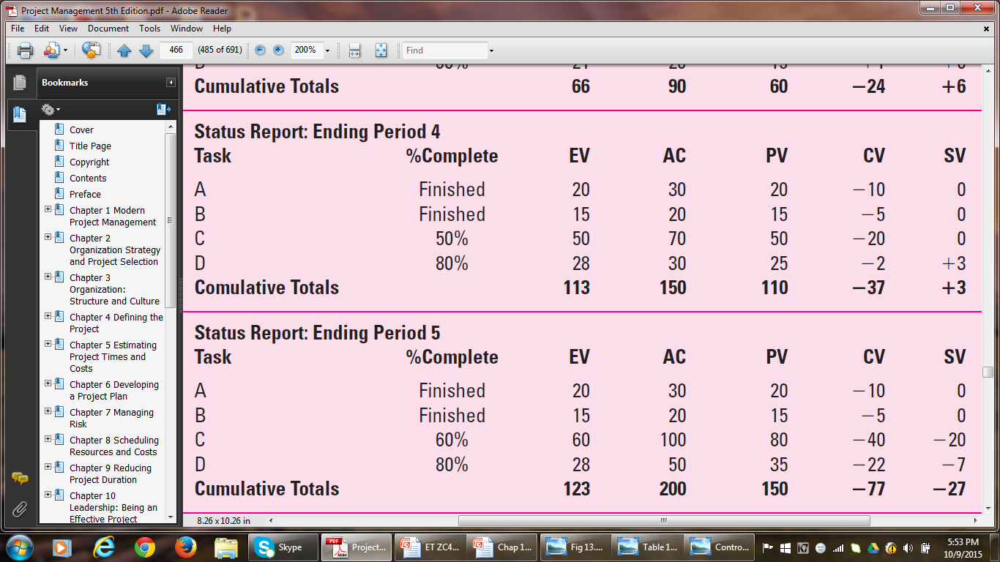 Project Management 5th Edition.pdf - Adobe Reader
File Edit View Document Tools Window Help
466 (485 of 691) 200% Find
Bookmarks
Cover
Title Page
Copyright
Contents
Preface
Chapter 1 Modern
Project Management
Chapter 2
Organization Strategy
and Project Selection
Chapter 3
Organization:
Structure and Culture
Chapter 4 Defining the
Project
Chapter 5 Estimating
Project Times and
Costs
Chapter 6 Developing
a Project Plan
Chapter 7 Managing
Risk
Chapter 8 Scheduling
Resources and Costs
Chapter 9 Reducing
Project Duration
Chapter 10
Leadership: Being an
Effective Project
Cumulative Totals 66 90 60 −24 +6
Status Report: Ending Period 4
Task %Complete EV AC PV CV SV
A Finished 20 30 20 −10 0
B Finished 15 20 15 −5 0
C 50% 50 70 50 −20 0
D 80% 28 30 25 −2 +3
Comulative Totals 113 150 110 −37 +3
Status Report: Ending Period 5
Task %Complete EV AC PV CV SV
A Finished 20 30 20 −10 0
B Finished 15 20 15 −5 0
C 60% 60 100 80 −40 −20
D 80% 28 50 35 −22 −7
Cumulative Totals 123 200 150 −77 −27
8.26 x 10.26 in
Skype Project... ET ZC4... Chap 1... Fig 13.... Table 1... Contro...
5:53 PM
10/9/2015